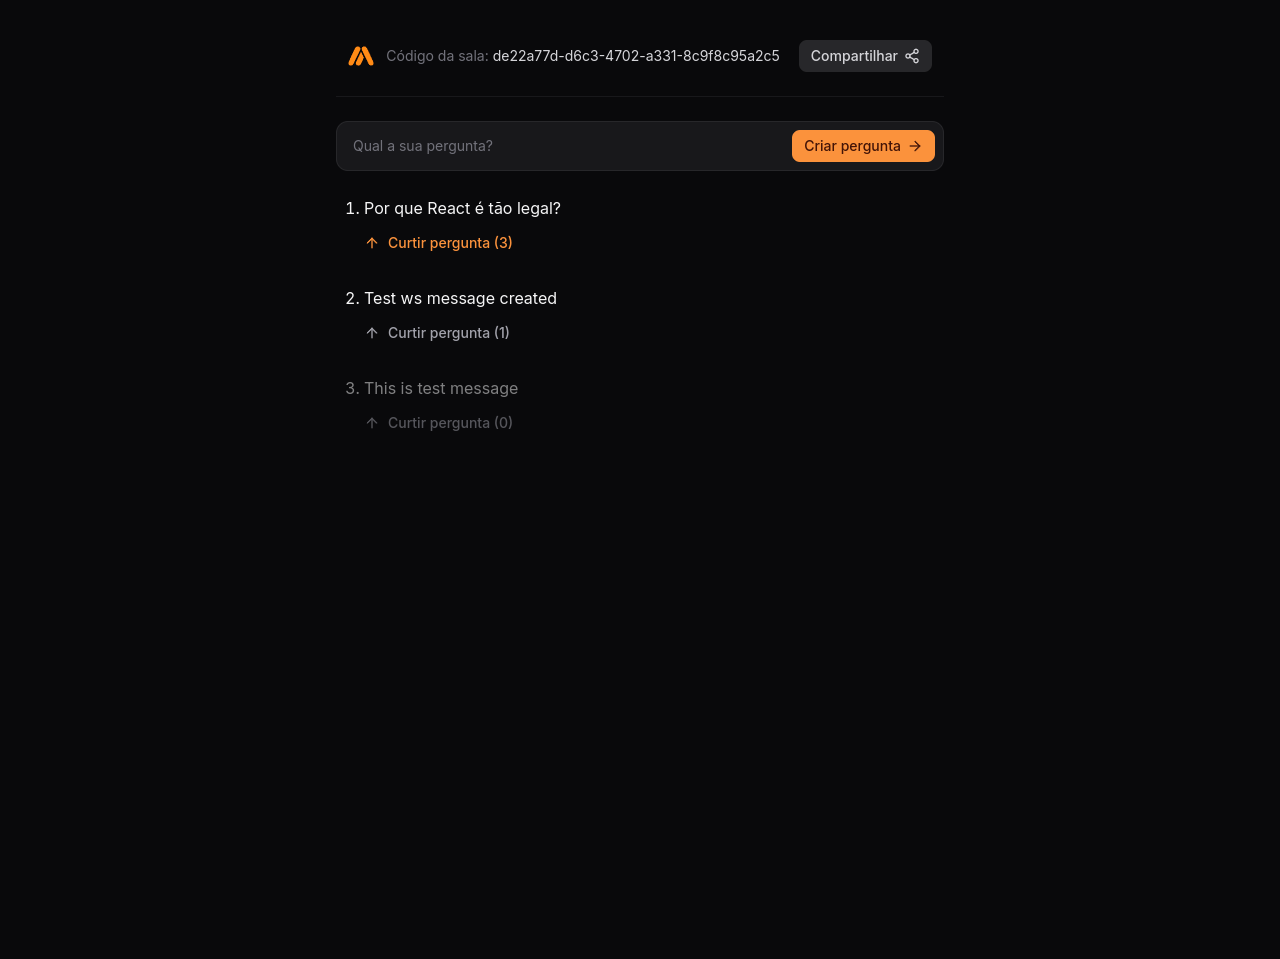 Código da sala: de22a77d-d6c3-4702-a331-8c9f8c95a2c5 Compartilhar
Qual a sua pergunta? Criar pergunta
1. Por que React é tão legal?
Curtir pergunta (3)
2. Test ws message created
Curtir pergunta (1)
3. This is test message
Curtir pergunta (0)